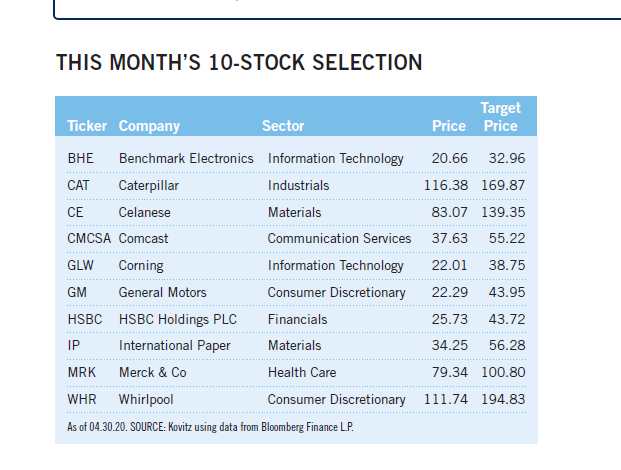 THIS MONTH'S 10-STOCK SELECTION
Ticker Company Sector Price Target Price
BHE Benchmark Electronics Information Technology 20.66 32.96
CAT Caterpillar Industrials 116.38 169.87
CE Celanese Materials 83.07 139.35
CMCSA Comcast Communication Services 37.63 55.22
GLW Corning Information Technology 22.01 38.75
GM General Motors Consumer Discretionary 22.29 43.95
HSBC HSBC Holdings PLC Financials 25.73 43.72
IP International Paper Materials 34.25 56.28
MRK Merck & Co Health Care 79.34 100.80
WHR Whirlpool Consumer Discretionary 111.74 194.83
As of 04.30.20. SOURCE: Kovitz using data from Bloomberg Finance L.P.